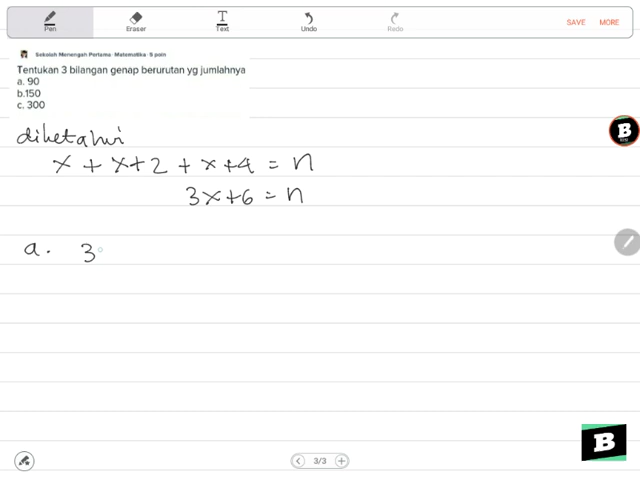 Pen Eraser Text Undo Redo SAVE MORE
Sekolah Menengah Pertama · Matematika · 5 poin
Tentukan 3 bilangan genap berurutan yg jumlahnya
a. 90
b.150
c. 300
diketahui
x + x+2 + x+4 = n
3x+6 = n
a. 3
3/3
B
B